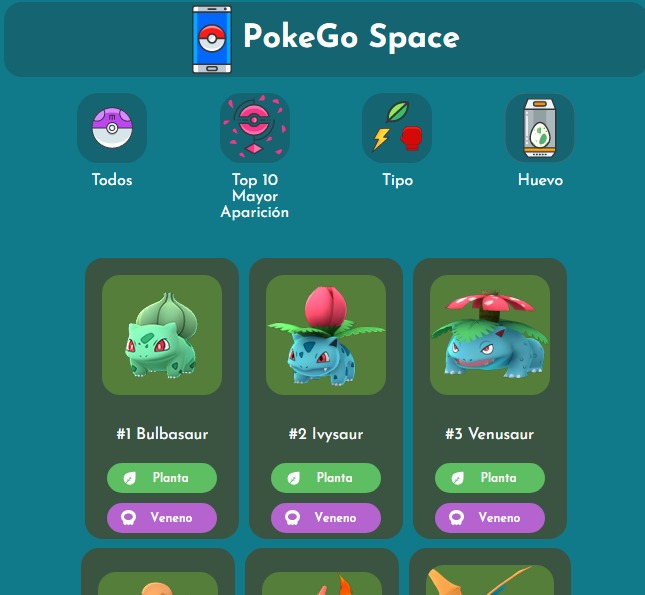 PokeGo Space
Todos
Top 10
Mayor
Aparición
Tipo
Huevo
#1 Bulbasaur
Planta
Veneno
#2 Ivysaur
Planta
Veneno
#3 Venusaur
Planta
Veneno